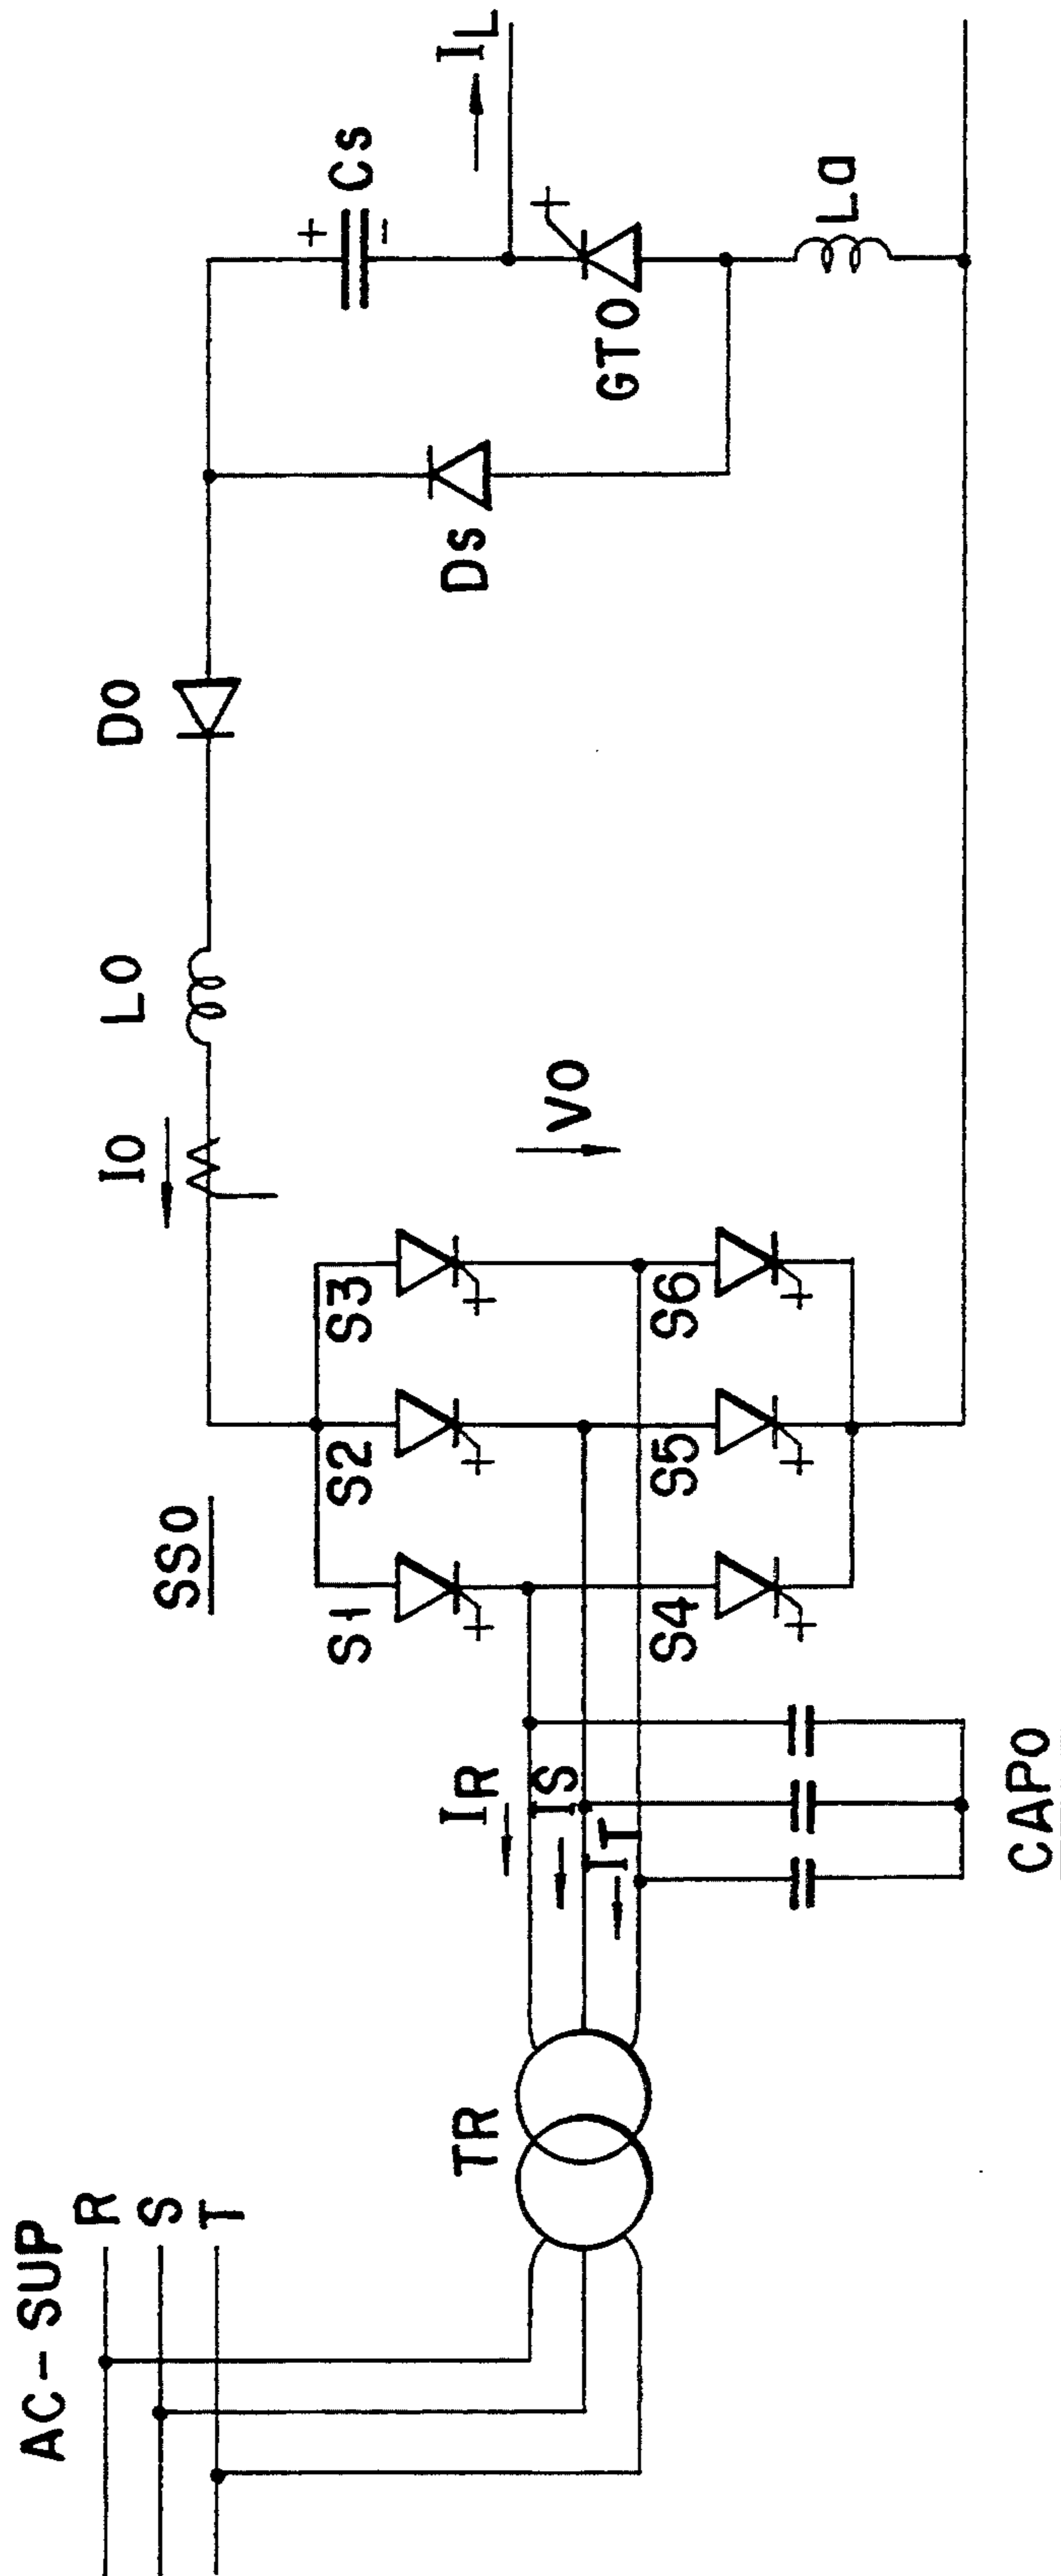 AC-SUP
R
S
T
TR
IR
IS
IT
CAP0
SS0
S1
S2
S3
S4
S5
S6
I0
V0
L0
D0
Ds
Cs
+
-
GTO
La
IL